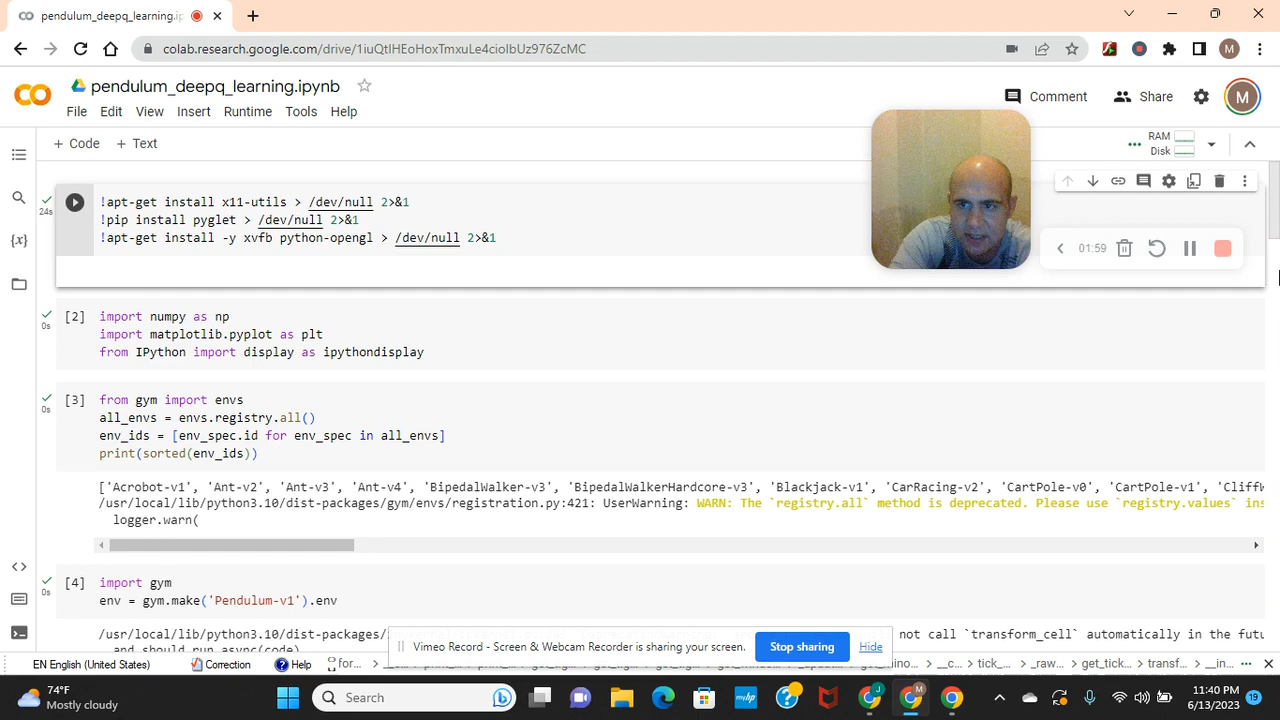 pendulum_deepq_learning.ip
colab.research.google.com/drive/1iuQtIHEoHoxTmxuLe4cioIbUz976ZcMC
M
pendulum_deepq_learning.ipynb
File Edit View Insert Runtime Tools Help
Comment Share M
+ Code + Text
RAM
Disk
24s
!apt-get install x11-utils > /dev/null 2>&1
!pip install pyglet > /dev/null 2>&1
!apt-get install -y xvfb python-opengl > /dev/null 2>&1
01:59
{x}
[2] import numpy as np
0s
import matplotlib.pyplot as plt
from IPython import display as ipythondisplay
[3] from gym import envs
0s
all_envs = envs.registry.all()
env_ids = [env_spec.id for env_spec in all_envs]
print(sorted(env_ids))
['Acrobot-v1', 'Ant-v2', 'Ant-v3', 'Ant-v4', 'BipedalWalker-v3', 'BipedalWalkerHardcore-v3', 'Blackjack-v1', 'CarRacing-v2', 'CartPole-v0', 'CartPole-v1', 'Cliff
/usr/local/lib/python3.10/dist-packages/gym/envs/registration.py:421: UserWarning: WARN: The `registry.all` method is deprecated. Please use `registry.values` ins
logger.warn(
[4] import gym
0s
env = gym.make('Pendulum-v1').env
/usr/local/lib/python3.10/dist-packages/ not call `transform_cell` automatically in the futu
and should_run_async(code)
Vimeo Record - Screen & Webcam Recorder is sharing your screen. Stop sharing Hide
EN English (United States) Correction Help for...
74°F
Mostly cloudy
Search
11:40 PM
6/13/2023
19